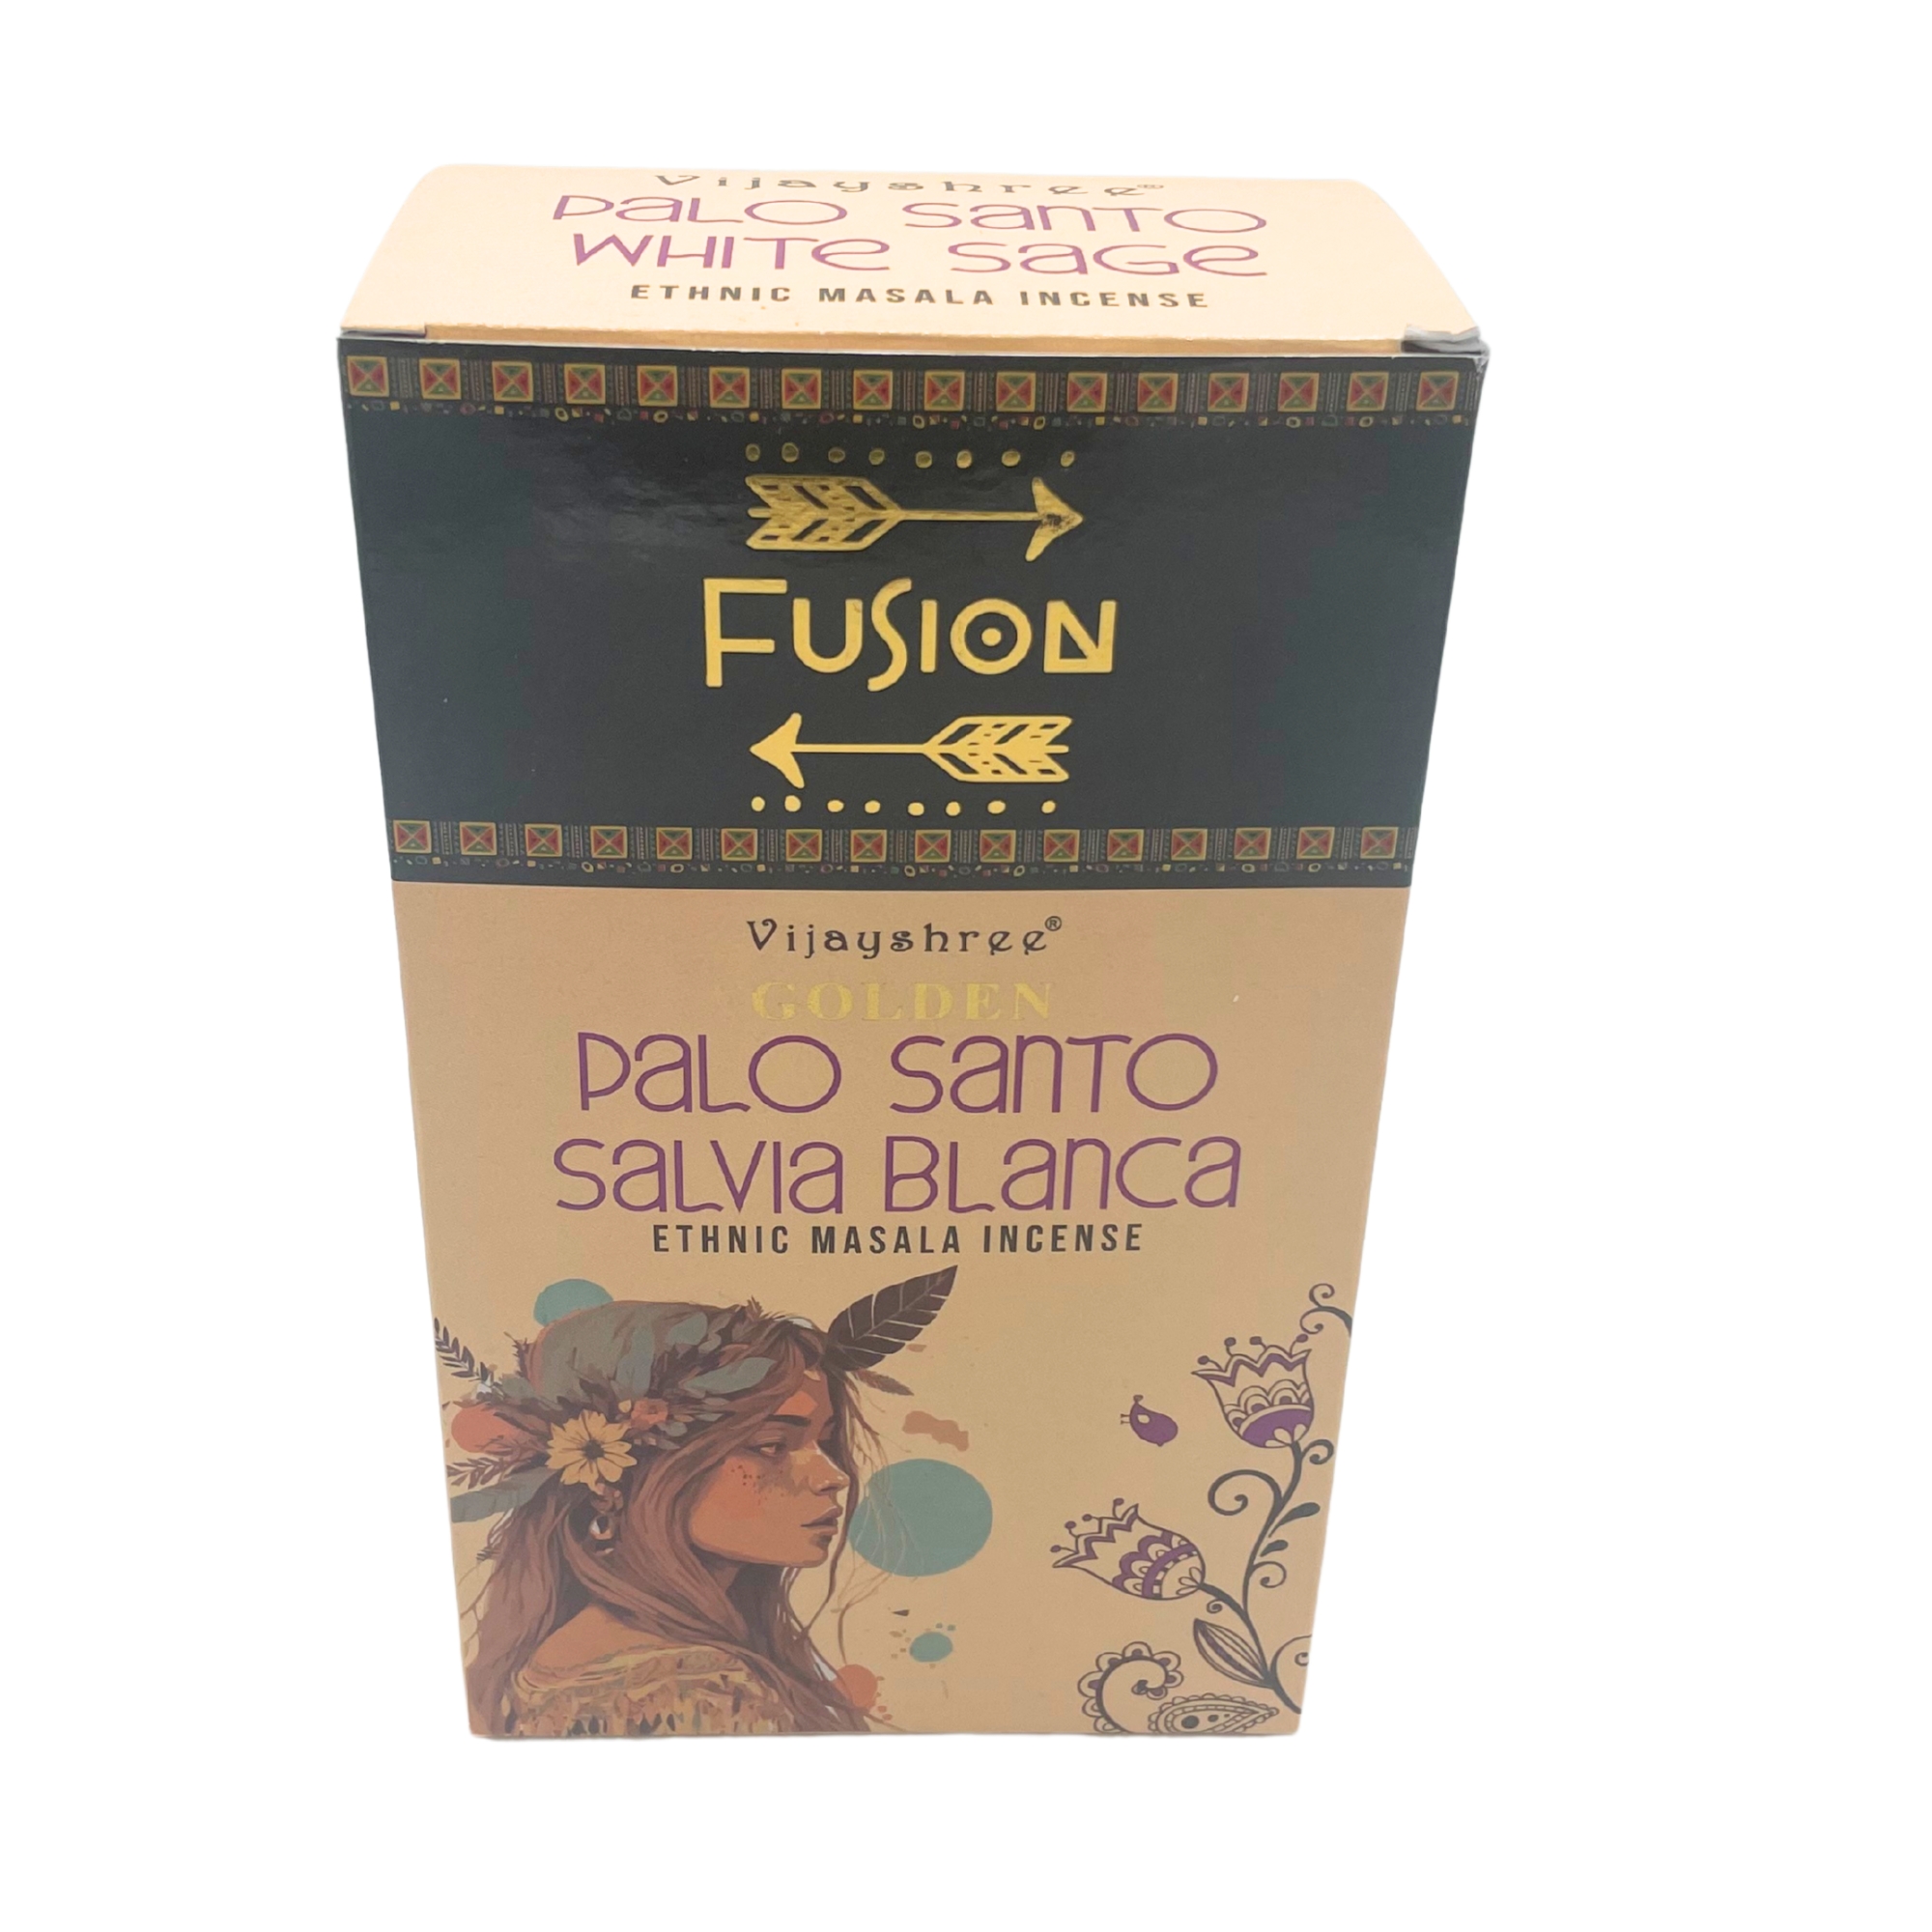 Vijayshree®
PALO SANTO
WHITE SAGE
ETHNIC MASALA INCENSE
FUSION
Vijayshree®
GOLDEN
PALO SANTO
SALVIA BLANCA
ETHNIC MASALA INCENSE